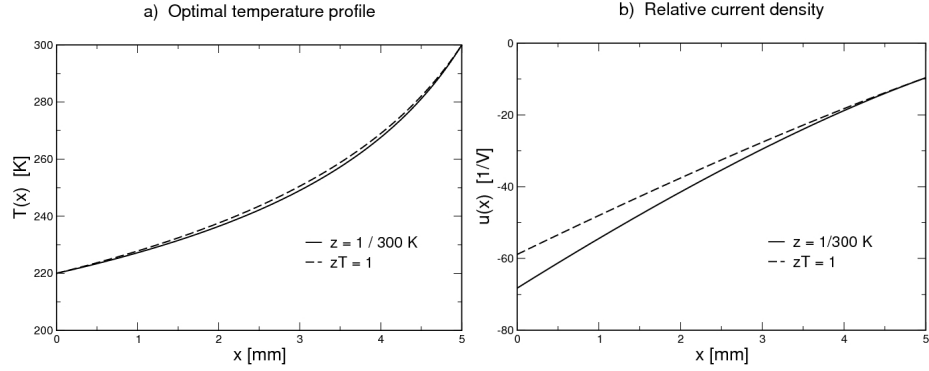 a) Optimal temperature profile
300
280
260
240
220
200
T(x) [K]
z = 1 / 300 K
zT = 1
0 1 2 3 4 5
x [mm]
b) Relative current density
0
-20
-40
-60
-80
u(x) [1/V]
z = 1/300 K
zT = 1
0 1 2 3 4 5
x [mm]